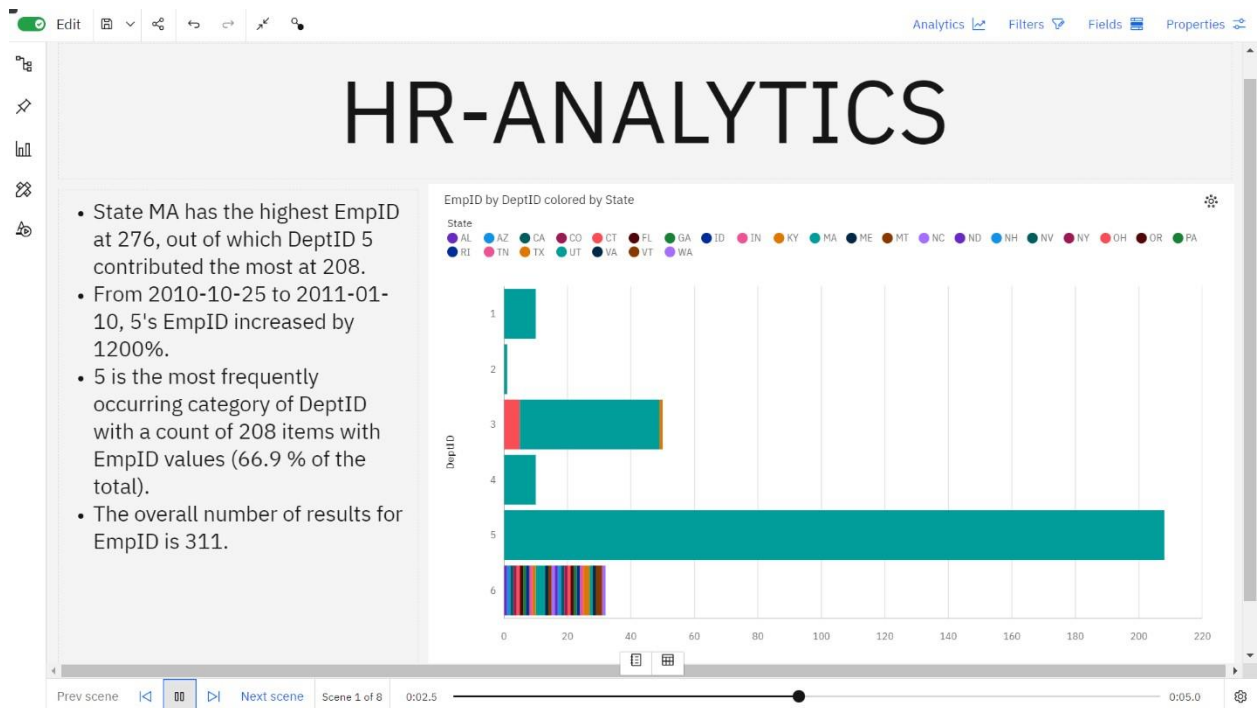 Edit
Analytics Filters Fields Properties
HR-ANALYTICS
• State MA has the highest EmpID
at 276, out of which DeptID 5
contributed the most at 208.
• From 2010-10-25 to 2011-01-
10, 5's EmpID increased by
1200%.
• 5 is the most frequently
occurring category of DeptID
with a count of 208 items with
EmpID values (66.9 % of the
total).
• The overall number of results for
EmpID is 311.
EmpID by DeptID colored by State
State
AL AZ CA CO CT FL GA ID IN KY MA ME MT NC ND NH NV NY OH OR PA
RI TN TX UT VA VT WA
DeptID
1
2
3
4
5
6
0 20 40 60 80 100 120 140 160 180 200 220
Prev scene Next scene Scene 1 of 8 0:02.5 0:05.0